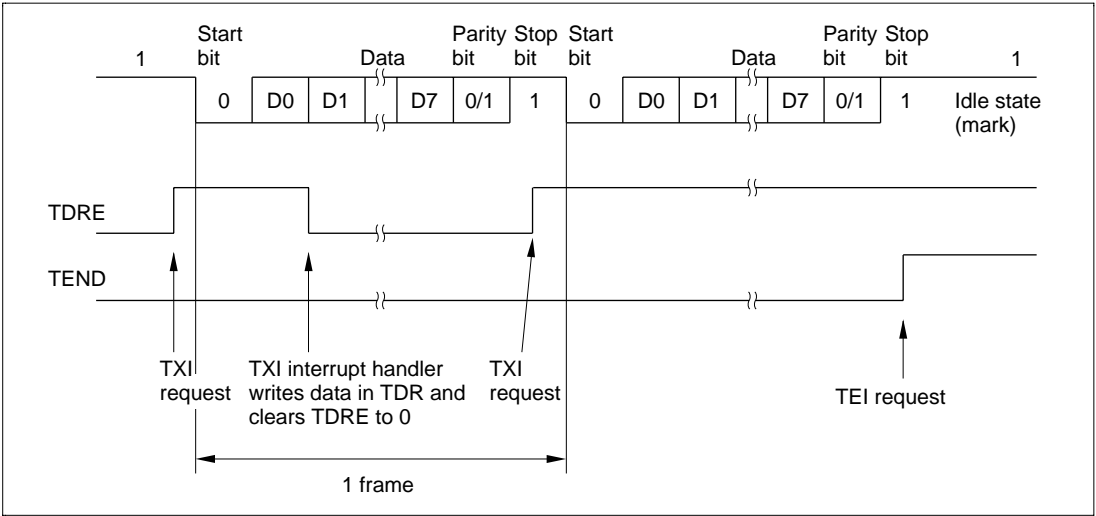 1
Start
bit
Data
Parity
bit
Stop
bit
Start
bit
Data
Parity
bit
Stop
bit
1
0 D0 D1 D7 0/1 1 0 D0 D1 D7 0/1 1
Idle state
(mark)
TDRE
TEND
TXI
request
TXI interrupt handler
writes data in TDR and
clears TDRE to 0
TXI
request
TEI request
1 frame